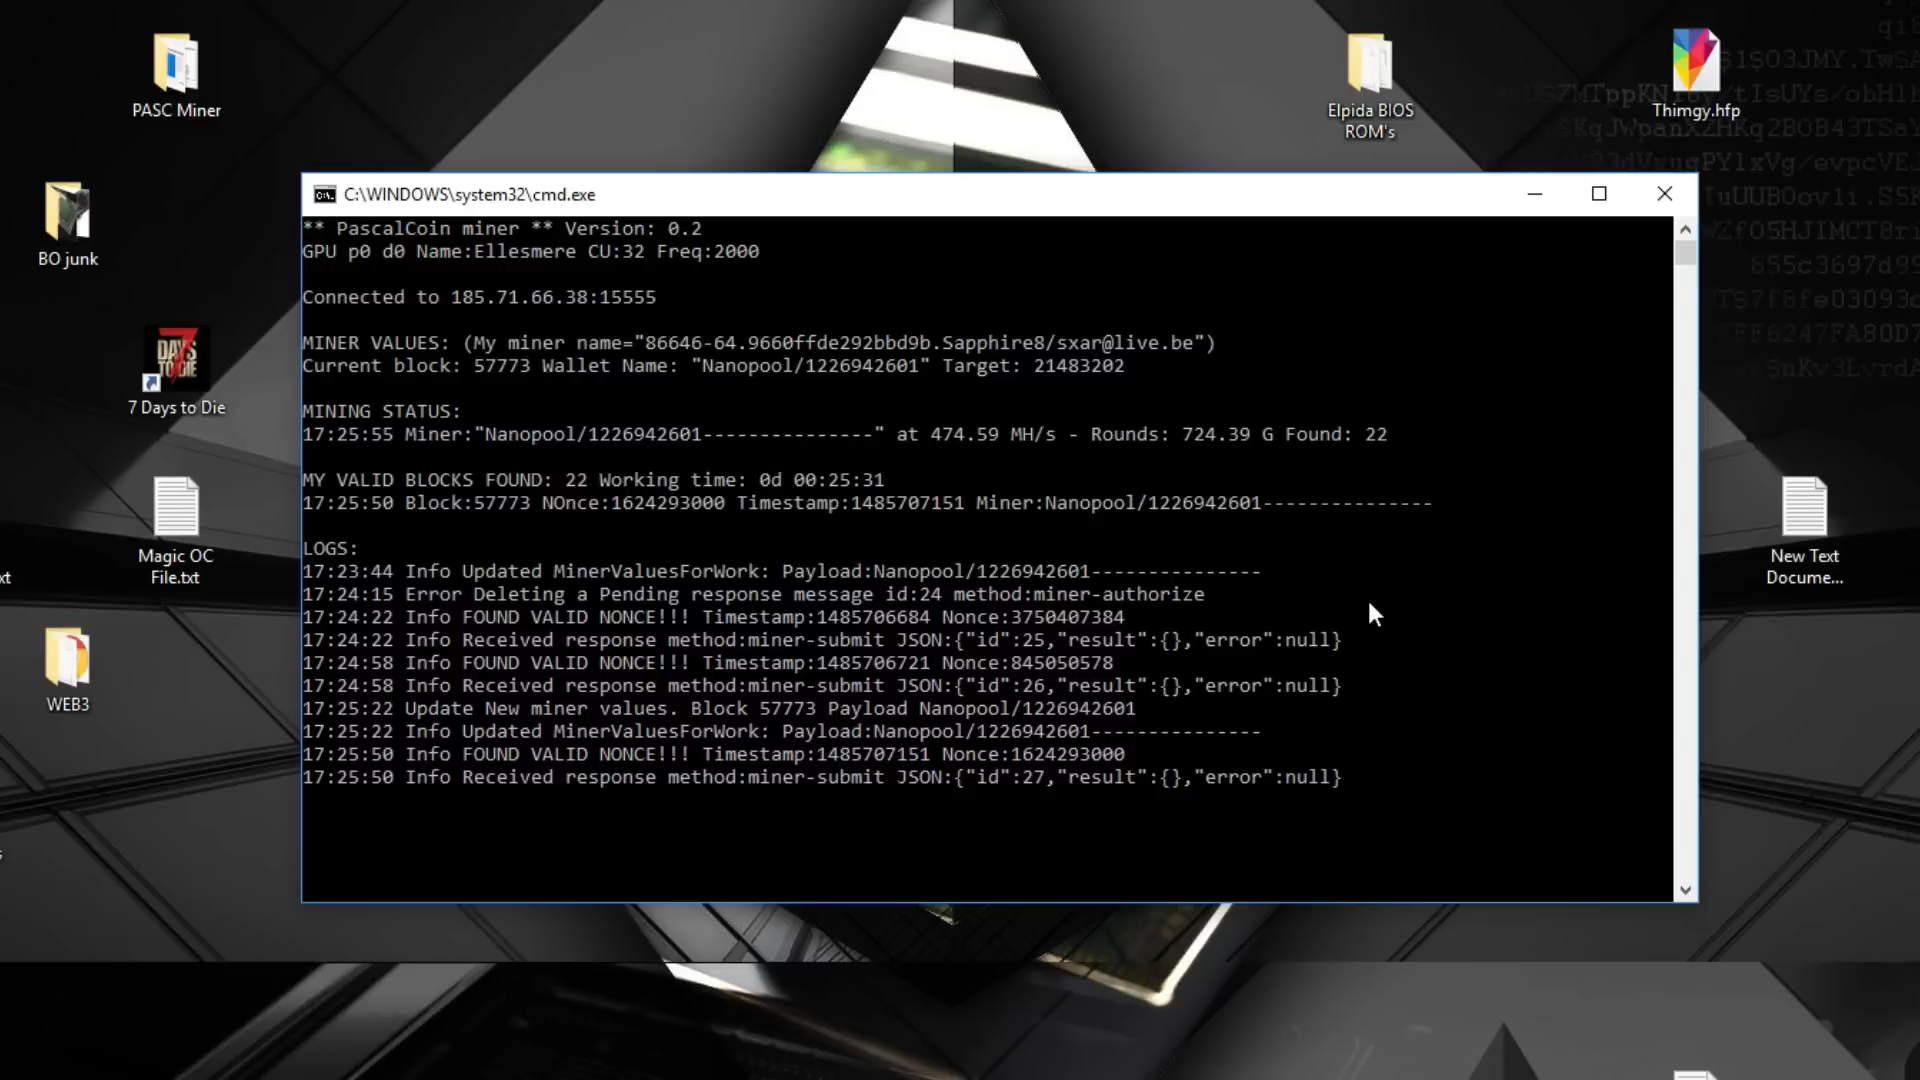 PASC Miner
Elpida BIOS
ROM's
Thimgy.hfp
BO junk
7 Days to Die
Magic OC
File.txt
New Text
Docume...
WEB3
C:\WINDOWS\system32\cmd.exe
** PascalCoin miner ** Version: 0.2
GPU p0 d0 Name:Ellesmere CU:32 Freq:2000
Connected to 185.71.66.38:15555
MINER VALUES: (My miner name="86646-64.9660ffde292bbd9b.Sapphire8/sxar@live.be")
Current block: 57773 Wallet Name: "Nanopool/1226942601" Target: 21483202
MINING STATUS:
17:25:55 Miner:"Nanopool/1226942601---------------" at 474.59 MH/s - Rounds: 724.39 G Found: 22
MY VALID BLOCKS FOUND: 22 Working time: 0d 00:25:31
17:25:50 Block:57773 NOnce:1624293000 Timestamp:1485707151 Miner:Nanopool/1226942601---------------
LOGS:
17:23:44 Info Updated MinerValuesForWork: Payload:Nanopool/1226942601---------------
17:24:15 Error Deleting a Pending response message id:24 method:miner-authorize
17:24:22 Info FOUND VALID NONCE!!! Timestamp:1485706684 Nonce:3750407384
17:24:22 Info Received response method:miner-submit JSON:{"id":25,"result":{},"error":null}
17:24:58 Info FOUND VALID NONCE!!! Timestamp:1485706721 Nonce:845050578
17:24:58 Info Received response method:miner-submit JSON:{"id":26,"result":{},"error":null}
17:25:22 Update New miner values. Block 57773 Payload Nanopool/1226942601
17:25:22 Info Updated MinerValuesForWork: Payload:Nanopool/1226942601---------------
17:25:50 Info FOUND VALID NONCE!!! Timestamp:1485707151 Nonce:1624293000
17:25:50 Info Received response method:miner-submit JSON:{"id":27,"result":{},"error":null}